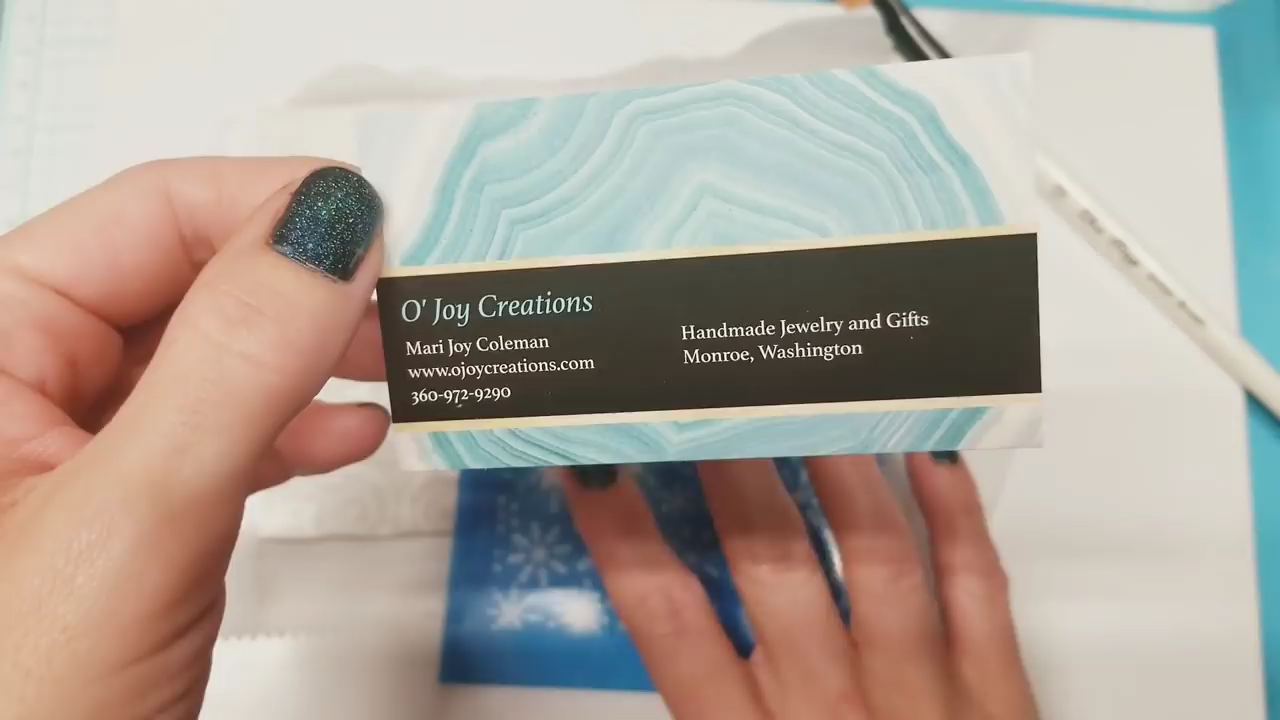 O' Joy Creations
Mari Joy Coleman
www.ojoycreations.com
360-972-9290
Handmade Jewelry and Gifts
Monroe, Washington